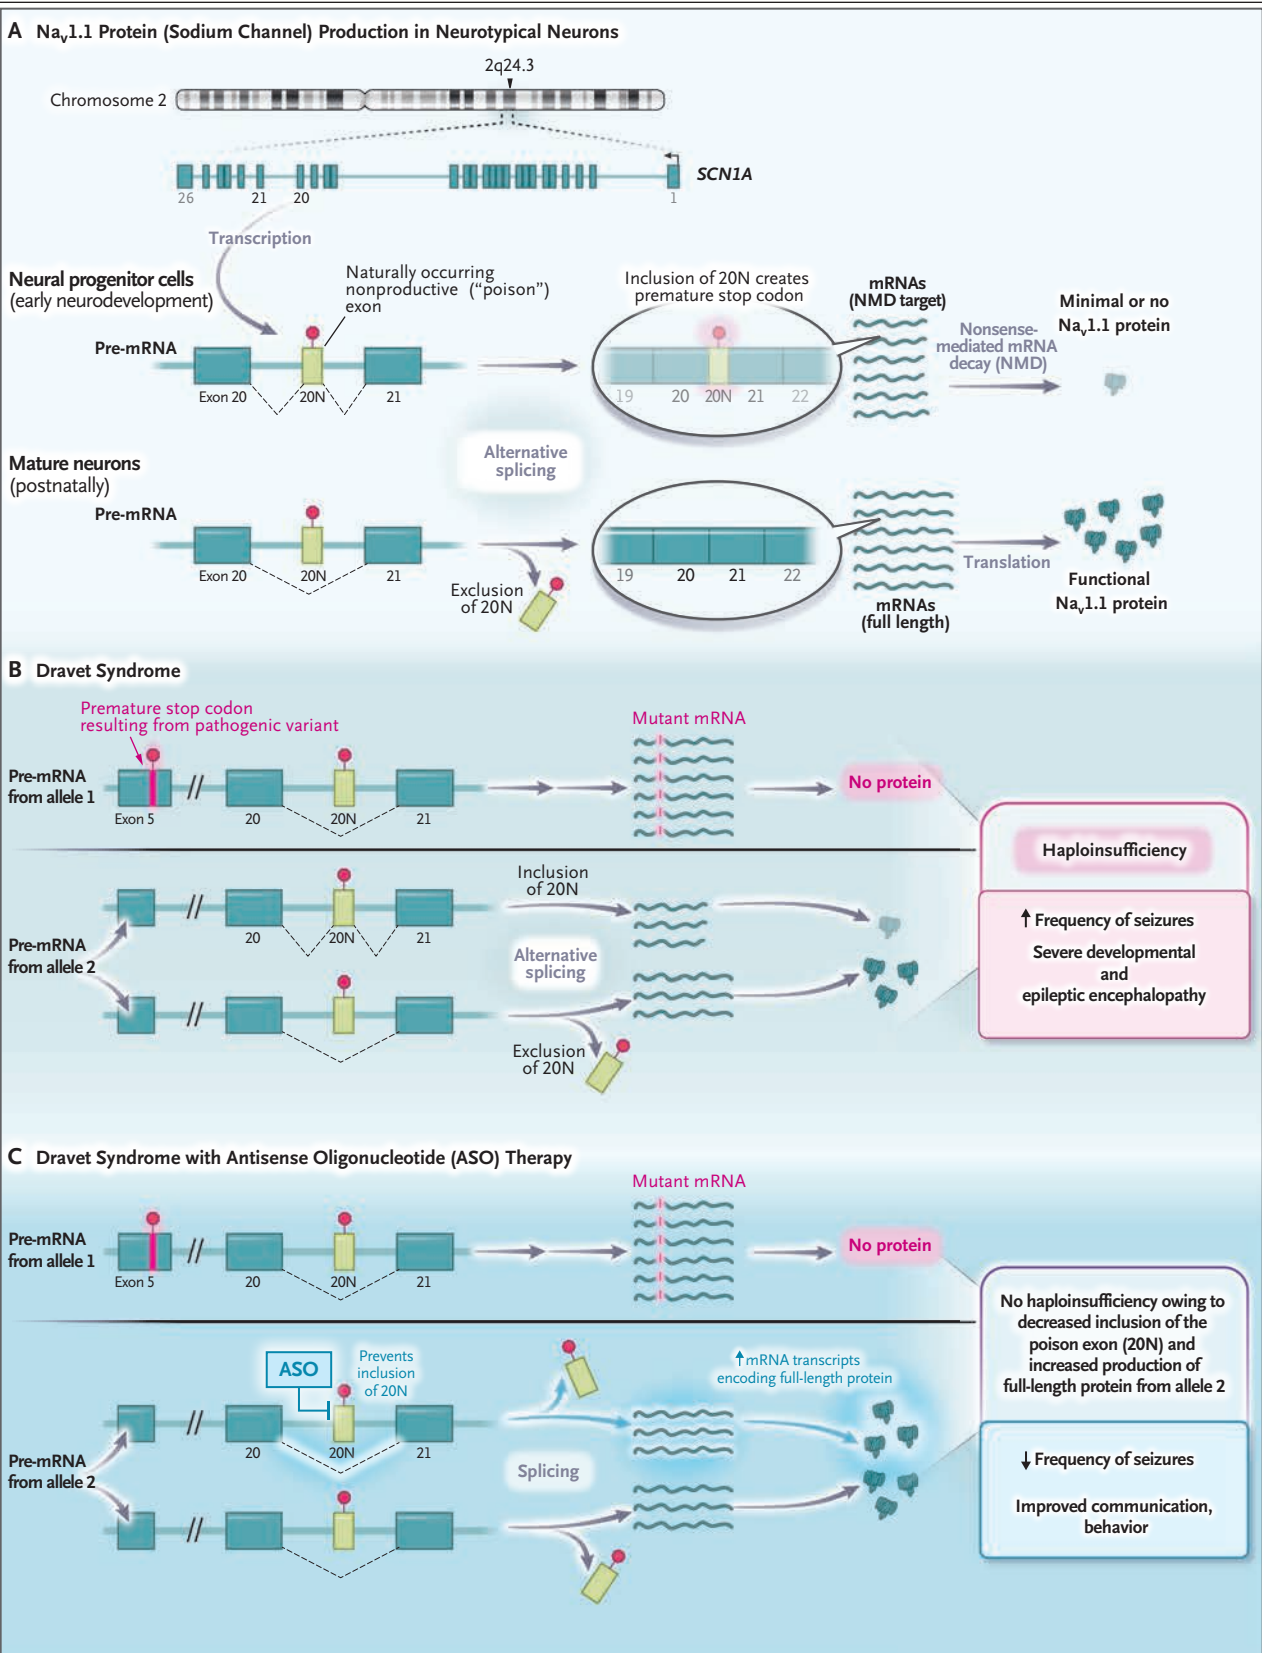 A Nav1.1 Protein (Sodium Channel) Production in Neurotypical Neurons
2q24.3
Chromosome 2
SCN1A
26
21
20
1
Transcription
Neural progenitor cells
(early neurodevelopment)
Naturally occurring
nonproductive (“poison”)
exon
Inclusion of 20N creates
premature stop codon
mRNAs
(NMD target)
Minimal or no
Nav1.1 protein
Nonsense-
mediated mRNA
decay (NMD)
Pre-mRNA
Exon 20
20N
21
19
20
20N
21
22
Alternative
splicing
Mature neurons
(postnatally)
Pre-mRNA
Exon 20
20N
21
Exclusion
of 20N
19
20
21
22
mRNAs
(full length)
Translation
Functional
Nav1.1 protein
B Dravet Syndrome
Premature stop codon
resulting from pathogenic variant
Mutant mRNA
Pre-mRNA
from allele 1
Exon 5
//
20
20N
21
No protein
Haploinsufficiency
↑ Frequency of seizures
Severe developmental
and
epileptic encephalopathy
Pre-mRNA
from allele 2
//
20
20N
21
Inclusion
of 20N
Alternative
splicing
//
Exclusion
of 20N
C Dravet Syndrome with Antisense Oligonucleotide (ASO) Therapy
Mutant mRNA
Pre-mRNA
from allele 1
Exon 5
//
20
20N
21
No protein
No haploinsufficiency owing to
decreased inclusion of the
poison exon (20N) and
increased production of
full-length protein from allele 2
↓ Frequency of seizures
Improved communication,
behavior
ASO
Prevents
inclusion
of 20N
↑mRNA transcripts
encoding full-length protein
Pre-mRNA
from allele 2
//
20
20N
21
Splicing
//